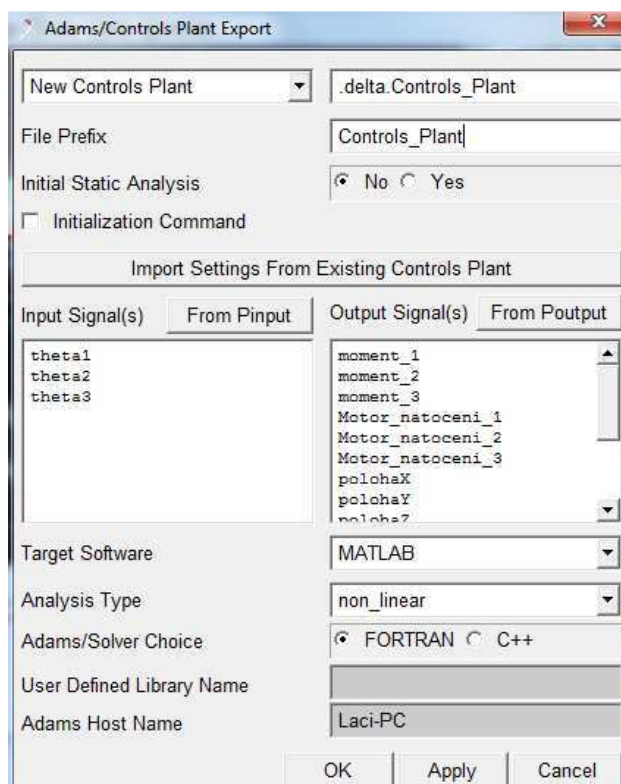 Adams/Controls Plant Export
New Controls Plant .delta.Controls_Plant
File Prefix Controls_Plant
Initial Static Analysis No Yes
Initialization Command
Import Settings From Existing Controls Plant
Input Signal(s) From Pinput Output Signal(s) From Poutput
theta1 moment_1
theta2 moment_2
theta3 moment_3
Motor_natoceni_1
Motor_natoceni_2
Motor_natoceni_3
polohaX
polohaY
polohaZ
Target Software MATLAB
Analysis Type non_linear
Adams/Solver Choice FORTRAN C++
User Defined Library Name
Adams Host Name Laci-PC
OK Apply Cancel